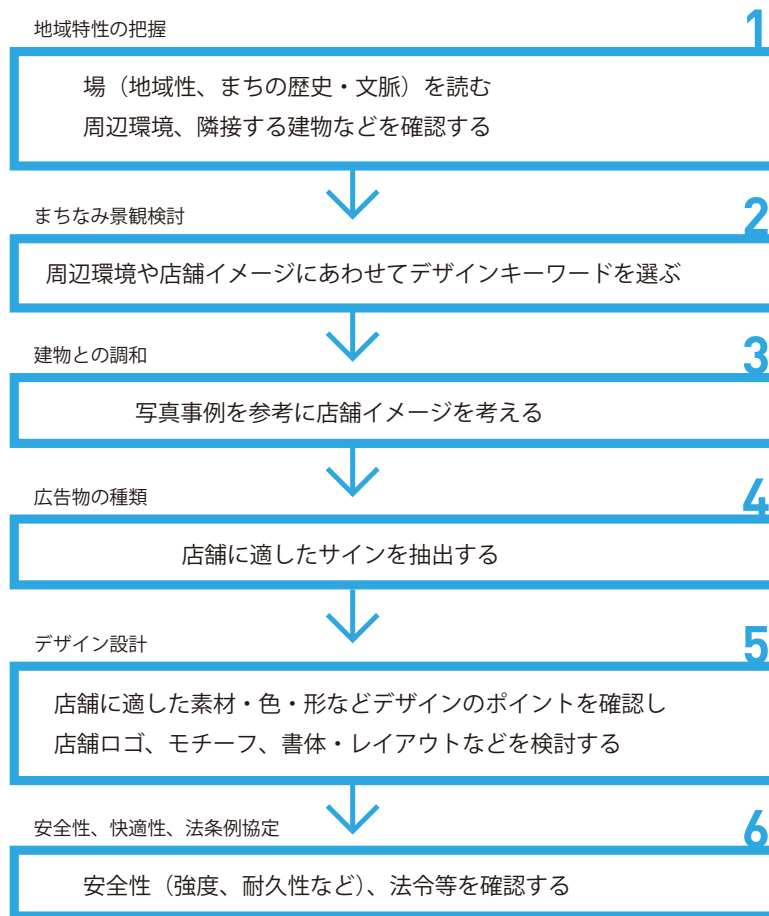 地域特性の把握
1
場（地域性、まちの歴史・文脈）を読む
周辺環境、隣接する建物などを確認する
まちなみ景観検討
2
周辺環境や店舗イメージにあわせてデザインキーワードを選ぶ
建物との調和
3
写真事例を参考に店舗イメージを考える
広告物の種類
4
店舗に適したサインを抽出する
デザイン設計
5
店舗に適した素材・色・形などデザインのポイントを確認し
店舗ロゴ、モチーフ、書体・レイアウトなどを検討する
安全性、快適性、法条例協定
6
安全性（強度、耐久性など）、法令等を確認する